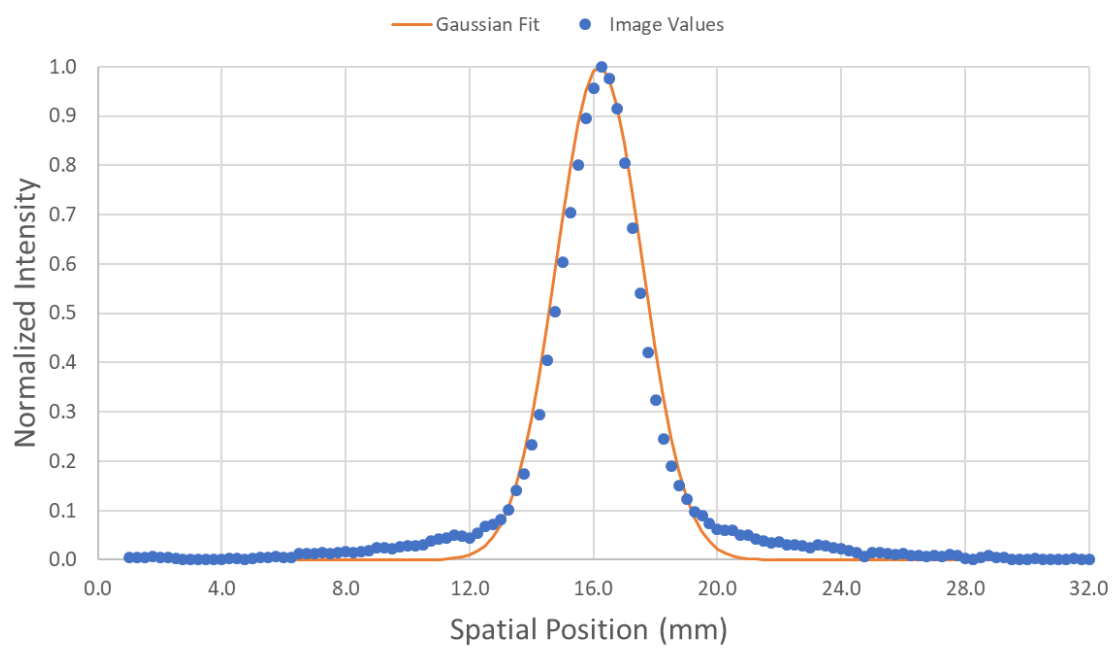 Gaussian Fit Image Values
Normalized Intensity
1.0
0.9
0.8
0.7
0.6
0.5
0.4
0.3
0.2
0.1
0.0
0.0 4.0 8.0 12.0 16.0 20.0 24.0 28.0 32.0
Spatial Position (mm)